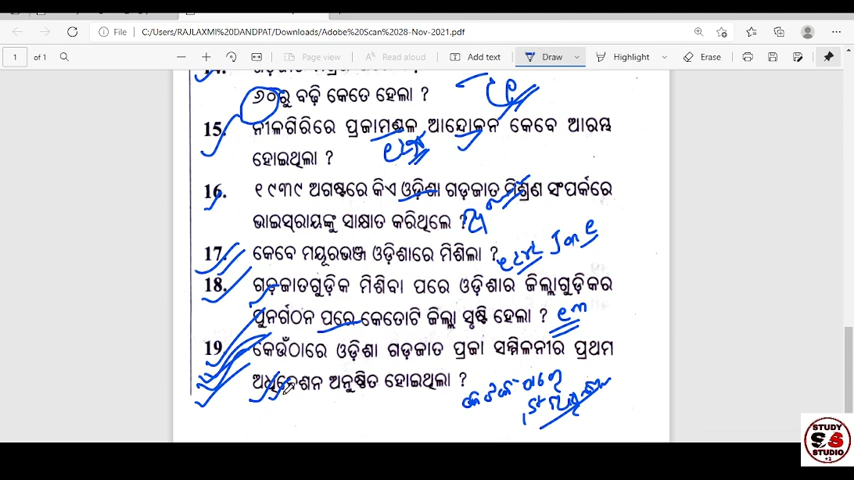 File | C:/Users/RAJLAXMI%20DANDPAT/Downloads/Adobe%20Scan%2028-Nov-2021.pdf
1 of 1 Page view Read aloud Add text Draw Highlight Erase
୬୦ରୁ ବଢ଼ି କେତେ ହେଲା ?
15. ନୀଳଗିରିରେ ପ୍ରଜାମଣ୍ଡଳ ଆନ୍ଦୋଳନ କେବେ ଆରମ୍ଭ
ହୋଇଥିଲା ?
16. ୧୯୩୯ ଅଗଷ୍ଟରେ କିଏ ଓଡ଼ିଶା ଗଡ଼ଜାତ ମିଶ୍ରଣ ସଂପର୍କରେ
ଭାଇସ୍‌ରାୟଙ୍କୁ ସାକ୍ଷାତ କରିଥିଲେ ?
17. କେବେ ମୟୂରଭଞ୍ଜ ଓଡ଼ିଶାରେ ମିଶିଲା ?
18. ଗଡ଼ଜାତଗୁଡ଼ିକ ମିଶିବା ପରେ ଓଡ଼ିଶାର ଜିଲ୍ଲାଗୁଡ଼ିକର
ପୁନର୍ଗଠନ ପରେ କେତୋଟି ଜିଲ୍ଲା ସୃଷ୍ଟି ହେଲା ?
19. କେଉଁଠାରେ ଓଡ଼ିଶା ଗଡ଼ଜାତ ପ୍ରଜା ସମ୍ମିଳନୀର ପ୍ରଥମ
ଅଧିବେଶନ ଅନୁଷ୍ଠିତ ହୋଇଥିଲା ?
STUDY
STUDIO